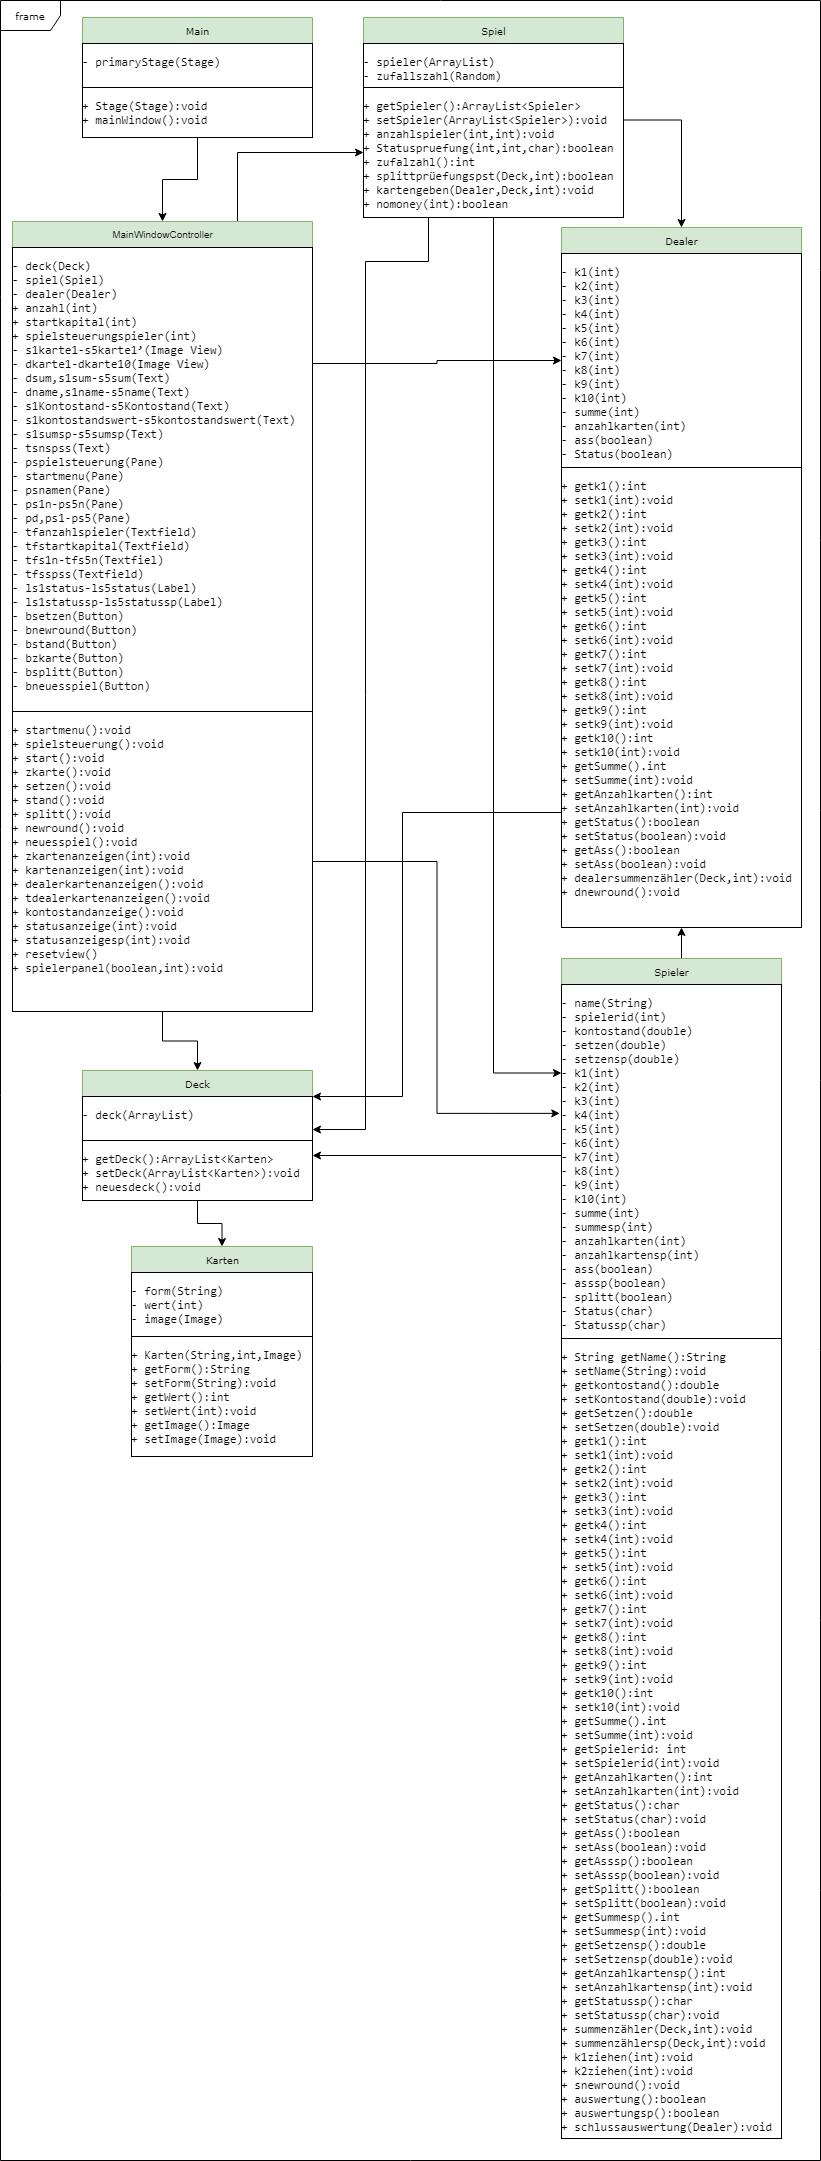 frame
Main
- primaryStage(Stage)
+ Stage(Stage):void
+ mainWindow():void
Spiel
- spieler(ArrayList)
- zufallszahl(Random)
+ getSpieler():ArrayList<Spieler>
+ setSpieler(ArrayList<Spieler>):void
+ anzahlspieler(int,int):void
+ Statuspruefung(int,int,char):boolean
+ zufalzahl():int
+ splittprüefungspst(Deck,int):boolean
+ kartengeben(Dealer,Deck,int):void
+ nomoney(int):boolean
MainWindowController
- deck(Deck)
- spiel(Spiel)
- dealer(Dealer)
+ anzahl(int)
+ startkapital(int)
+ spielsteuerungspieler(int)
- s1karte1-s5karte1’(Image View)
- dkarte1-dkarte10(Image View)
- dsum,s1sum-s5sum(Text)
- dname,s1name-s5name(Text)
- s1Kontostand-s5Kontostand(Text)
- s1kontostandswert-s5kontostandswert(Text)
- s1sumsp-s5sumsp(Text)
- tsnspss(Text)
- pspielsteuerung(Pane)
- startmenu(Pane)
- psnamen(Pane)
- ps1n-ps5n(Pane)
- pd,ps1-ps5(Pane)
- tfanzahlspieler(Textfield)
- tfstartkapital(Textfield)
- tfs1n-tfs5n(Textfiel)
- tfsspss(Textfield)
- ls1status-ls5status(Label)
- ls1statussp-ls5statussp(Label)
- bsetzen(Button)
- bnewround(Button)
- bstand(Button)
- bzkarte(Button)
- bsplitt(Button)
- bneuesspiel(Button)
+ startmenu():void
+ spielsteuerung():void
+ start():void
+ zkarte():void
+ setzen():void
+ stand():void
+ splitt():void
+ newround():void
+ neuesspiel():void
+ zkartenanzeigen(int):void
+ kartenanzeigen(int):void
+ dealerkartenanzeigen():void
+ tdealerkartenanzeigen():void
+ kontostandanzeige():void
+ statusanzeige(int):void
+ statusanzeigesp(int):void
+ resetview()
+ spielerpanel(boolean,int):void
Dealer
- k1(int)
- k2(int)
- k3(int)
- k4(int)
- k5(int)
- k6(int)
- k7(int)
- k8(int)
- k9(int)
- k10(int)
- summe(int)
- anzahlkarten(int)
- ass(boolean)
- Status(boolean)
+ getk1():int
+ setk1(int):void
+ getk2():int
+ setk2(int):void
+ getk3():int
+ setk3(int):void
+ getk4():int
+ setk4(int):void
+ getk5():int
+ setk5(int):void
+ getk6():int
+ setk6(int):void
+ getk7():int
+ setk7(int):void
+ getk8():int
+ setk8(int):void
+ getk9():int
+ setk9(int):void
+ getk10():int
+ setk10(int):void
+ getSumme().int
+ setSumme(int):void
+ getAnzahlkarten():int
+ setAnzahlkarten(int):void
+ getStatus():boolean
+ setStatus(boolean):void
+ getAss():boolean
+ setAss(boolean):void
+ dealersummenzähler(Deck,int):void
+ dnewround():void
Deck
- deck(ArrayList)
+ getDeck():ArrayList<Karten>
+ setDeck(ArrayList<Karten>):void
+ neuesdeck():void
Karten
- form(String)
- wert(int)
- image(Image)
+ Karten(String,int,Image)
+ getForm():String
+ setForm(String):void
+ getWert():int
+ setWert(int):void
+ getImage():Image
+ setImage(Image):void
Spieler
- name(String)
- spielerid(int)
- kontostand(double)
- setzen(double)
- setzensp(double)
- k1(int)
- k2(int)
- k3(int)
- k4(int)
- k5(int)
- k6(int)
- k7(int)
- k8(int)
- k9(int)
- k10(int)
- summe(int)
- summesp(int)
- anzahlkarten(int)
- anzahlkartensp(int)
- ass(boolean)
- asssp(boolean)
- splitt(boolean)
- Status(char)
- Statussp(char)
+ String getName():String
+ setName(String):void
+ getkontostand():double
+ setKontostand(double):void
+ getSetzen():double
+ setSetzen(double):void
+ getk1():int
+ setk1(int):void
+ getk2():int
+ setk2(int):void
+ getk3():int
+ setk3(int):void
+ getk4():int
+ setk4(int):void
+ getk5():int
+ setk5(int):void
+ getk6():int
+ setk6(int):void
+ getk7():int
+ setk7(int):void
+ getk8():int
+ setk8(int):void
+ getk9():int
+ setk9(int):void
+ getk10():int
+ setk10(int):void
+ getSumme().int
+ setSumme(int):void
+ getSpielerid: int
+ setSpielerid(int):void
+ getAnzahlkarten():int
+ setAnzahlkarten(int):void
+ getStatus():char
+ setStatus(char):void
+ getAss():boolean
+ setAss(boolean):void
+ getAsssp():boolean
+ setAsssp(boolean):void
+ getSplitt():boolean
+ setSplitt(boolean):void
+ getSummesp().int
+ setSummesp(int):void
+ getSetzensp():double
+ setSetzensp(double):void
+ getAnzahlkartensp():int
+ setAnzahlkartensp(int):void
+ getStatussp():char
+ setStatussp(char):void
+ summenzähler(Deck,int):void
+ summenzählersp(Deck,int):void
+ k1ziehen(int):void
+ k2ziehen(int):void
+ snewround():void
+ auswertung():boolean
+ auswertungsp():boolean
+ schlussauswertung(Dealer):void